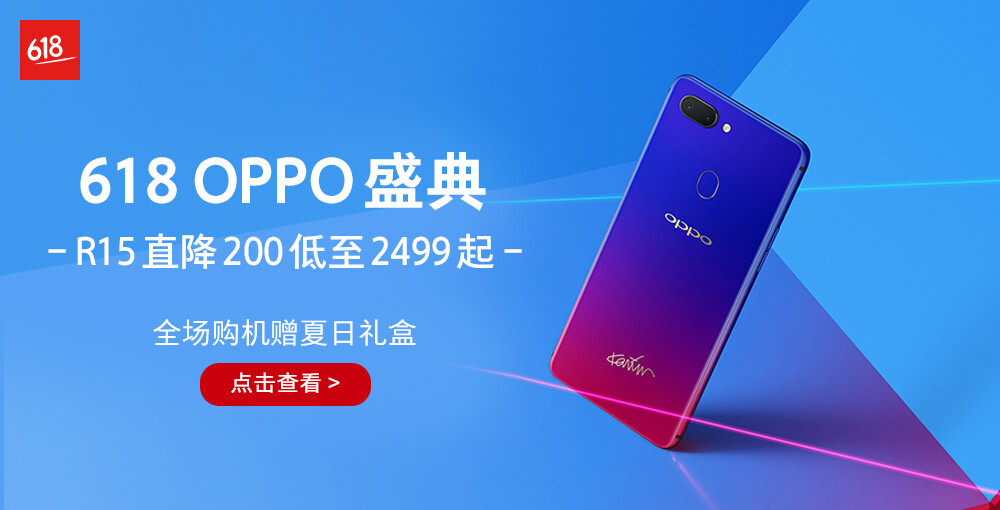 618
618 OPPO 盛典
– R15 直降 200 低至 2499 起 –
全场购机赠夏日礼盒
点击查看 >
oppo